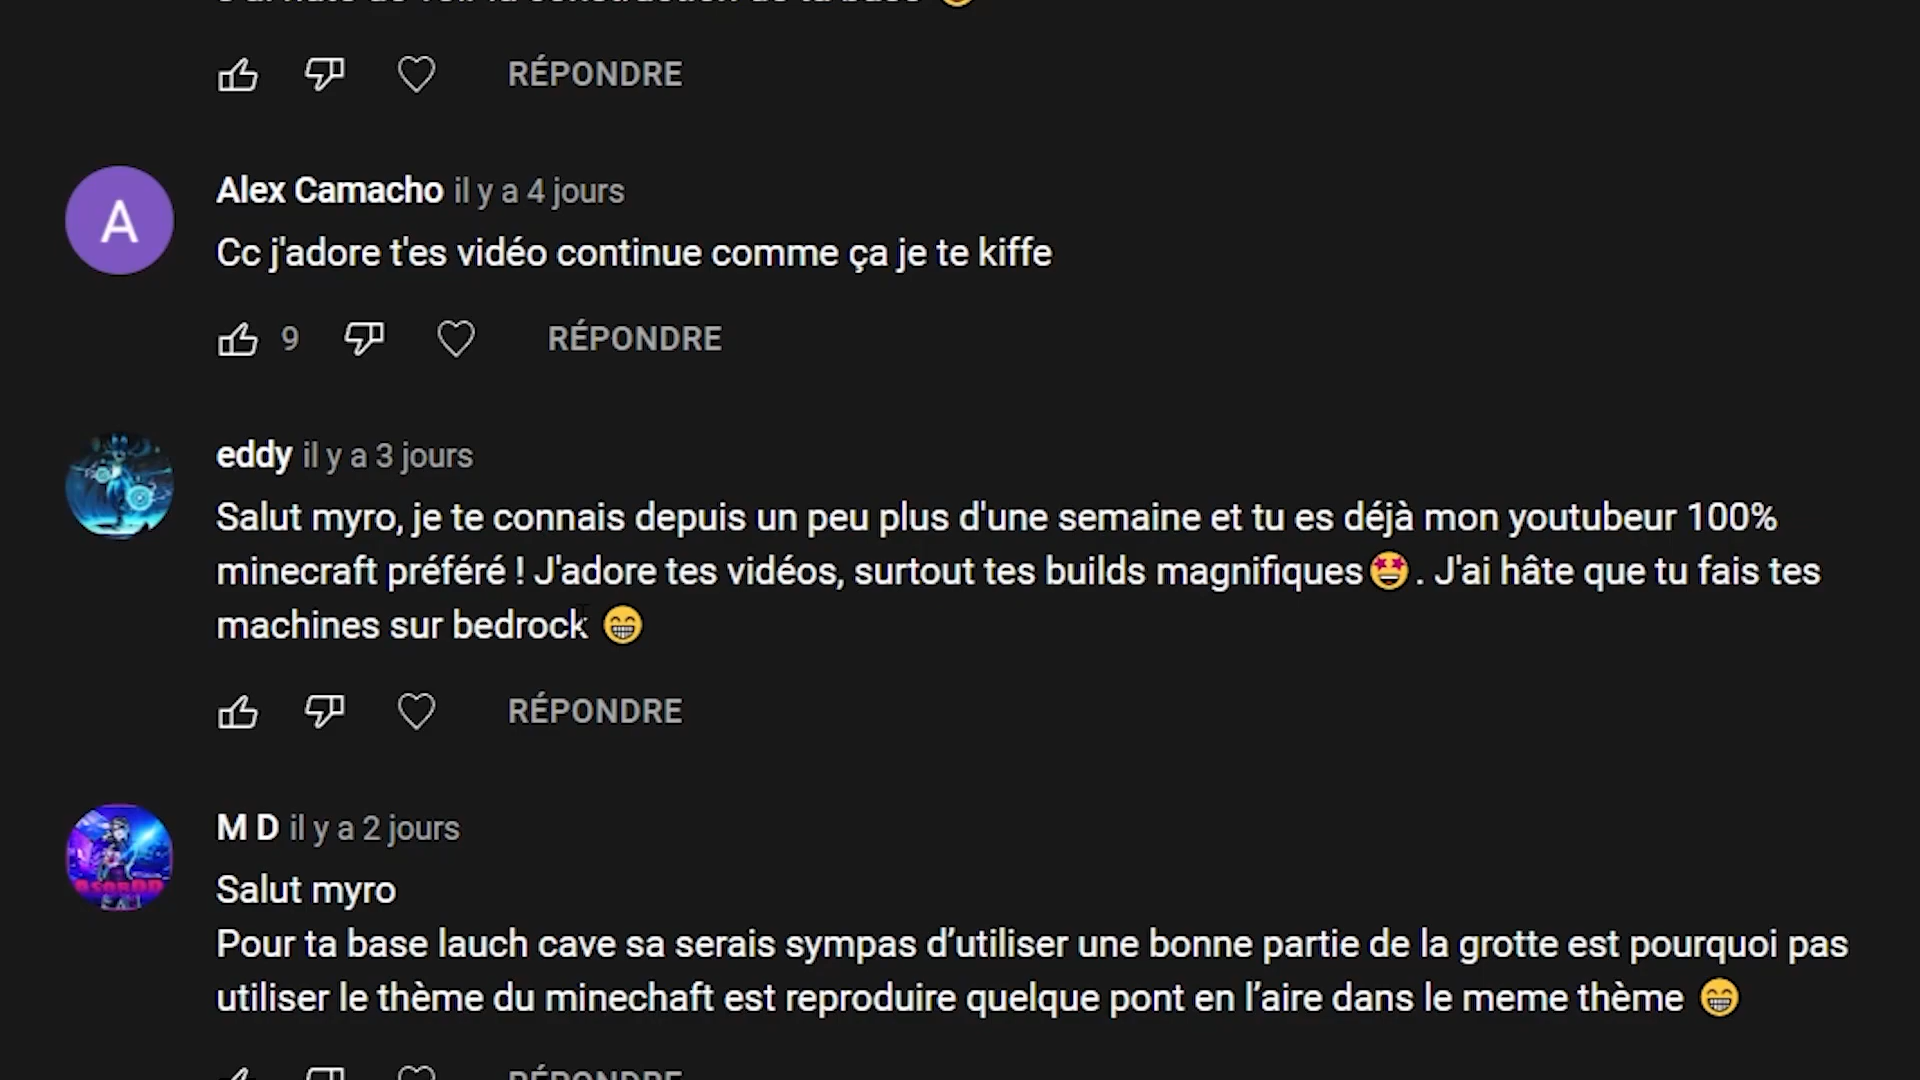 RÉPONDRE
A
Alex Camacho il y a 4 jours
Cc j'adore t'es vidéo continue comme ça je te kiffe
9 RÉPONDRE
eddy il y a 3 jours
Salut myro, je te connais depuis un peu plus d'une semaine et tu es déjà mon youtubeur 100%
minecraft préféré ! J'adore tes vidéos, surtout tes builds magnifiques🤩. J'ai hâte que tu fais tes
machines sur bedrock 😁
RÉPONDRE
M D il y a 2 jours
Salut myro
Pour ta base lauch cave sa serais sympas d’utiliser une bonne partie de la grotte est pourquoi pas
utiliser le thème du minechaft est reproduire quelque pont en l’aire dans le meme thème 😁
RÉPONDRE